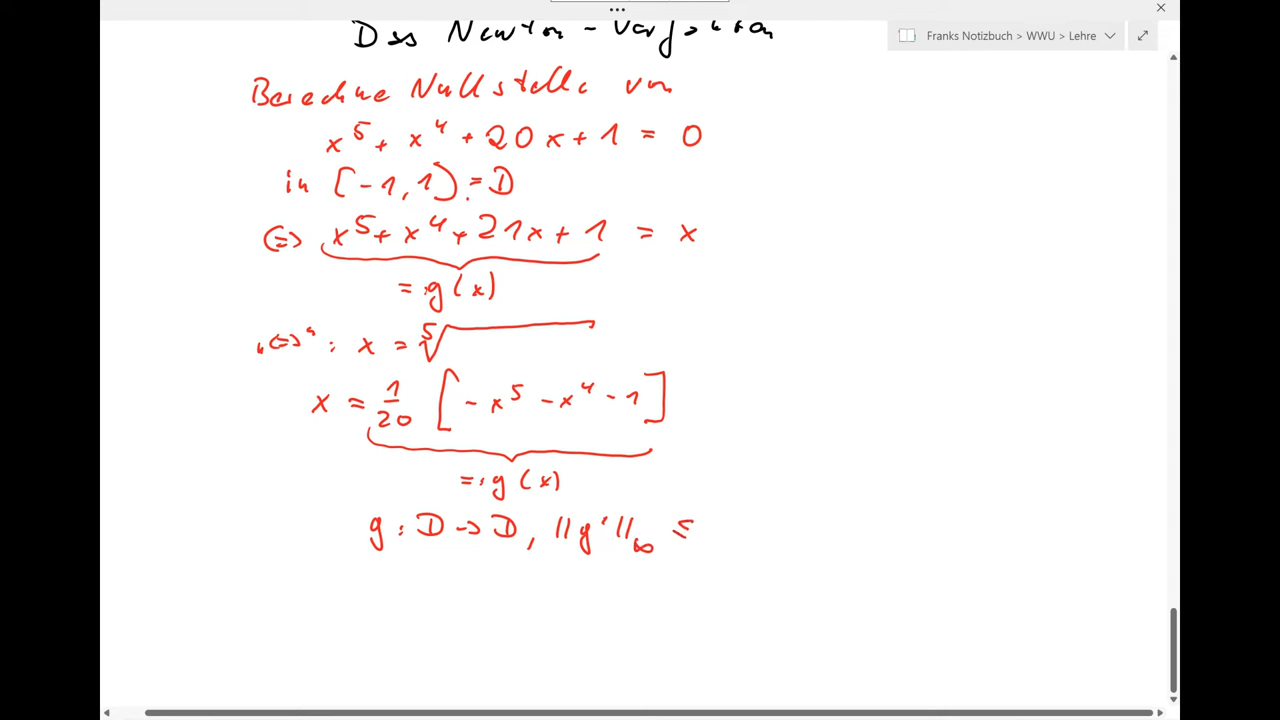 Das Newton-Verfahren
Franks Notizbuch > WWU > Lehre
Berechne Nullstelle von
x⁵ + x⁴ + 20x + 1 = 0
in [-1,1] =: D
⇔ x⁵ + x⁴ + 21x + 1 = x
=: g(x)
„⇔“ : x = ⁵√
x = 1/20 [-x⁵ - x⁴ - 1]
=: g(x)
g : D → D, ||g'||∞ ≤